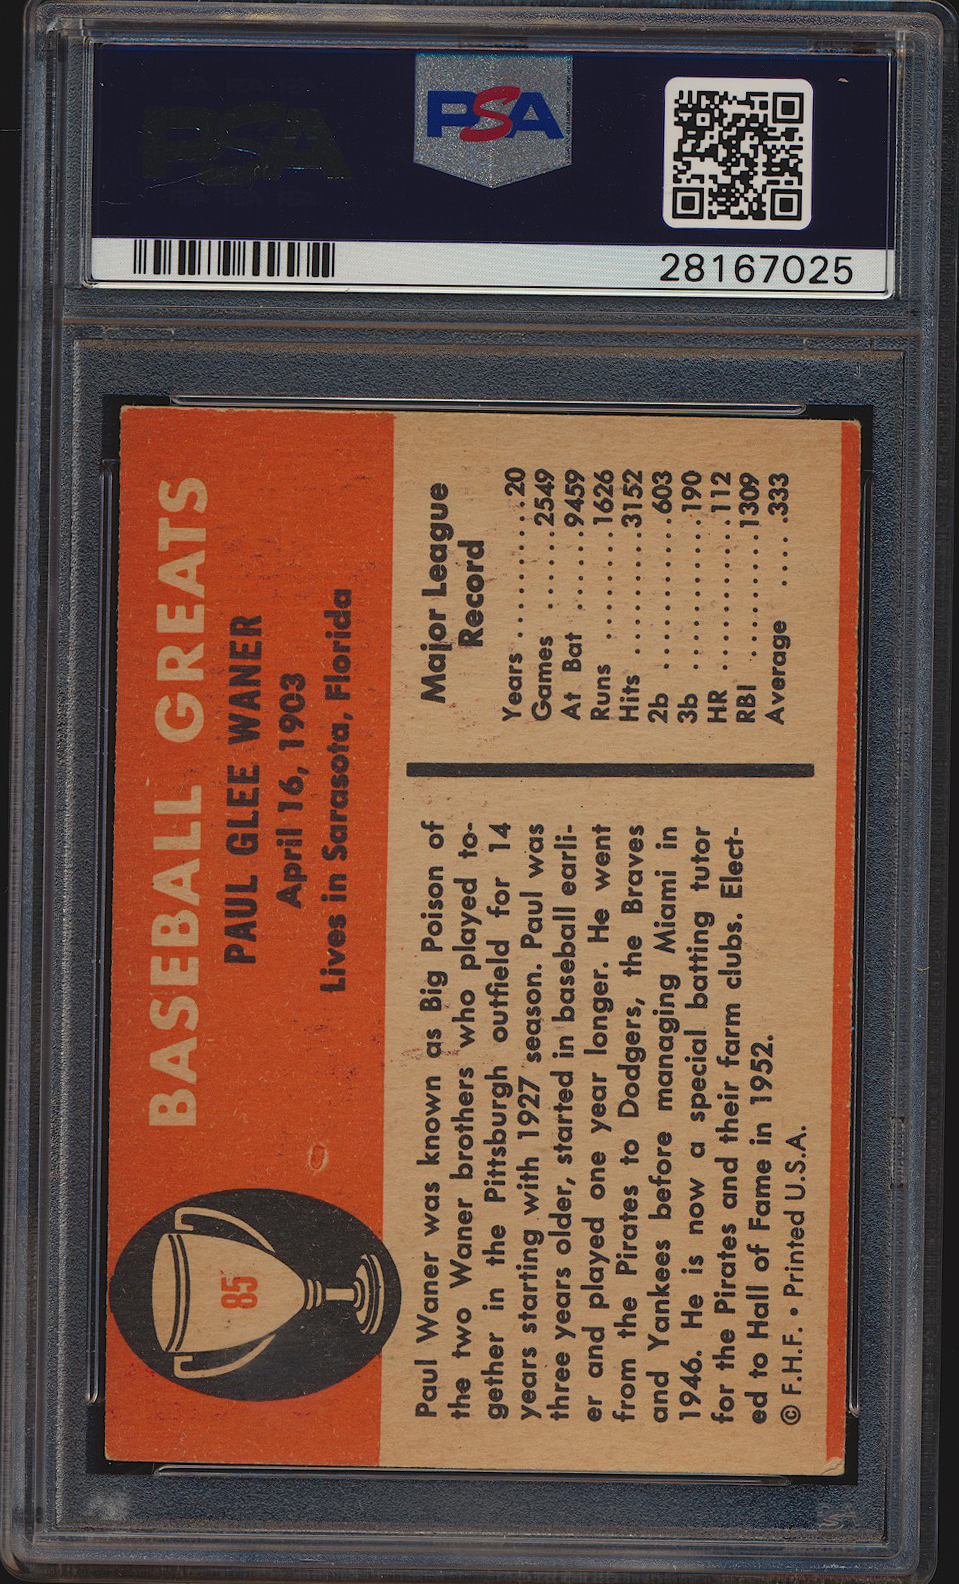 PSA
PSA
28167025
BASEBALL GREATS
PAUL GLEE WANER
April 16, 1903
Lives in Sarasota, Florida
85
Paul Waner was known as Big Poison of
the two Waner brothers who played to-
gether in the Pittsburgh outfield for 14
years starting with 1927 season. Paul was
three years older, started in baseball earli-
er and played one year longer. He went
from the Pirates to Dodgers, the Braves
and Yankees before managing Miami in
1946. He is now a special batting tutor
for the Pirates and their farm clubs. Elect-
ed to Hall of Fame in 1952.
© F.H.F. • Printed U.S.A.
Major League
Record
Years..........20
Games ......2549
At Bat ......9459
Runs ........1626
Hits .........3152
2b ...........603
3b ...........190
HR ...........112
RBI ..........1309
Average .....333